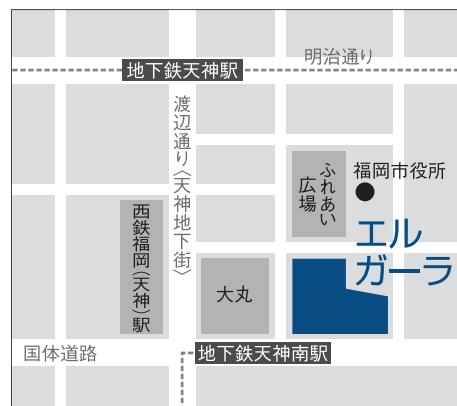 明治通り
地下鉄天神駅
渡辺通り〈天神地下街〉
ふれあい
広場
福岡市役所
エル
ガーラ
西鉄福岡(天神)駅
大丸
国体道路
地下鉄天神南駅